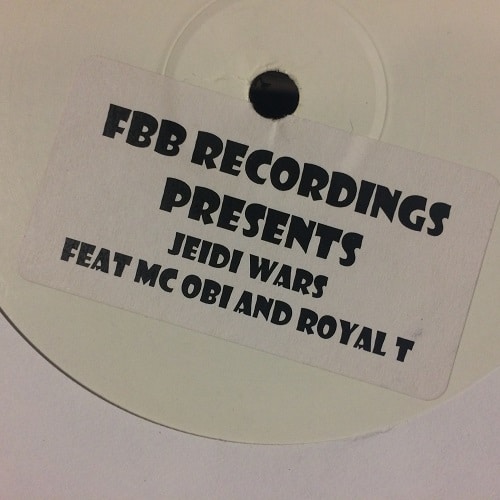 FBB RECORDINGS
PRESENTS
JEIDI WARS
FEAT MC OBI AND ROYAL T